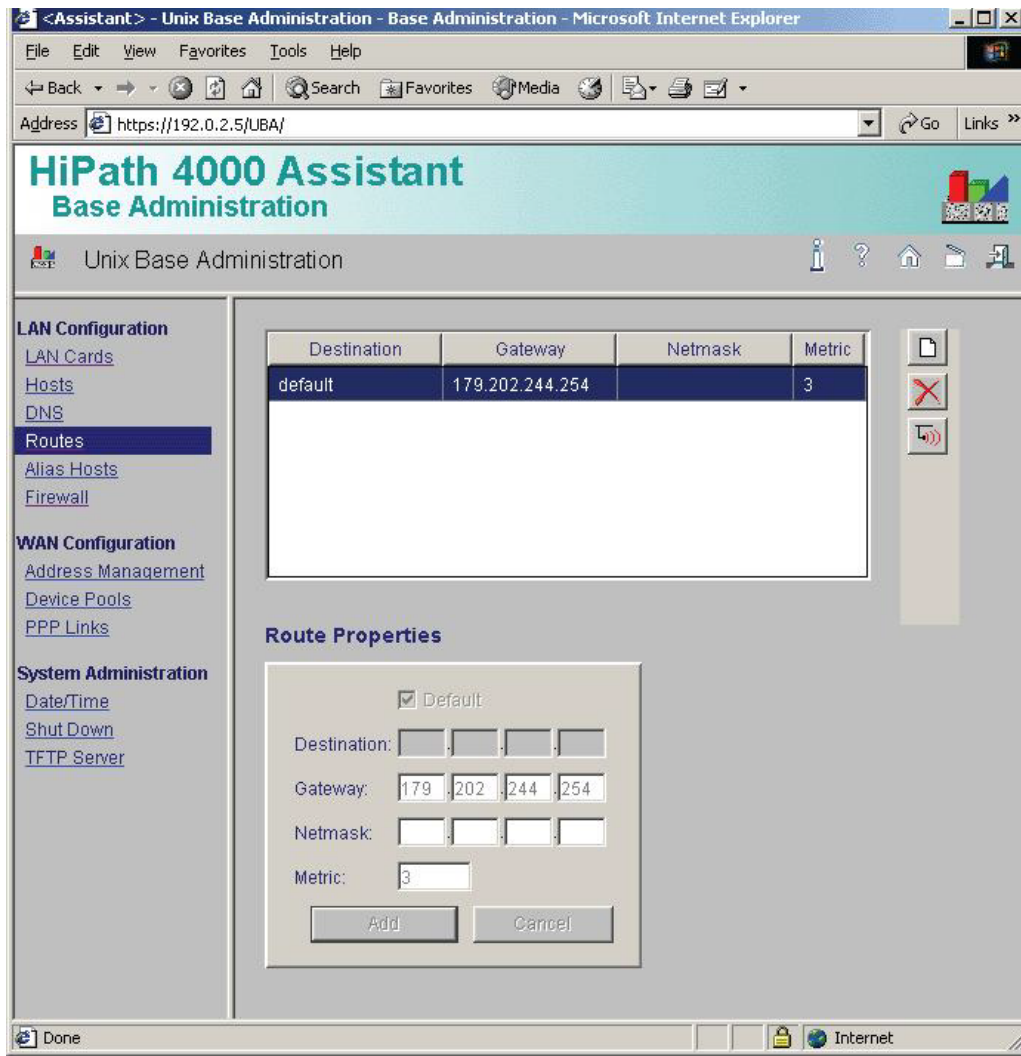 <Assistant> - Unix Base Administration - Base Administration - Microsoft Internet Explorer
File Edit View Favorites Tools Help
Back Search Favorites Media
Address https://192.0.2.5/UBA/ Go Links »
HiPath 4000 Assistant
Base Administration
Unix Base Administration
LAN Configuration
LAN Cards
Hosts
DNS
Routes
Alias Hosts
Firewall
WAN Configuration
Address Management
Device Pools
PPP Links
System Administration
Date/Time
Shut Down
TFTP Server
Destination Gateway Netmask Metric
default 179.202.244.254 3
Route Properties
Default
Destination: . . .
Gateway: 179 .202 .244 .254
Netmask: . . .
Metric: 3
Add Cancel
Done Internet